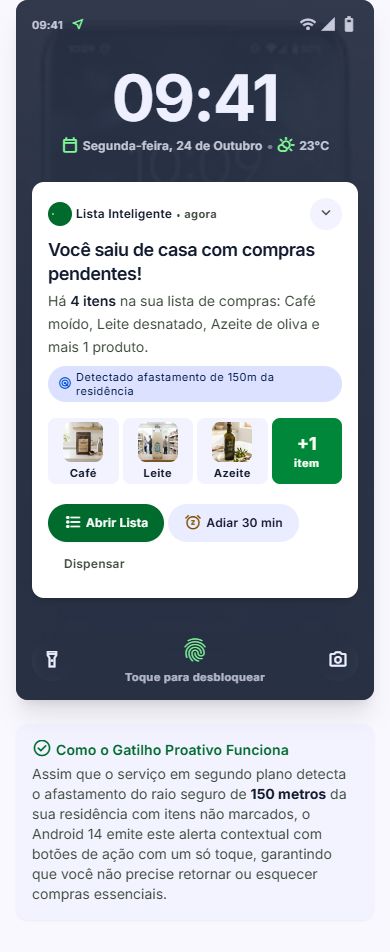 09:41
09:41
Segunda-feira, 24 de Outubro • 23°C
Lista Inteligente • agora
Você saiu de casa com compras
pendentes!
Há 4 itens na sua lista de compras: Café
moído, Leite desnatado, Azeite de oliva e
mais 1 produto.
Detectado afastamento de 150m da
residência
Café
Leite
Azeite
+1
item
Abrir Lista
Adiar 30 min
Dispensar
Toque para desbloquear
Como o Gatilho Proativo Funciona
Assim que o serviço em segundo plano detecta
o afastamento do raio seguro de 150 metros da
sua residência com itens não marcados, o
Android 14 emite este alerta contextual com
botões de ação com um só toque, garantindo
que você não precise retornar ou esquecer
compras essenciais.